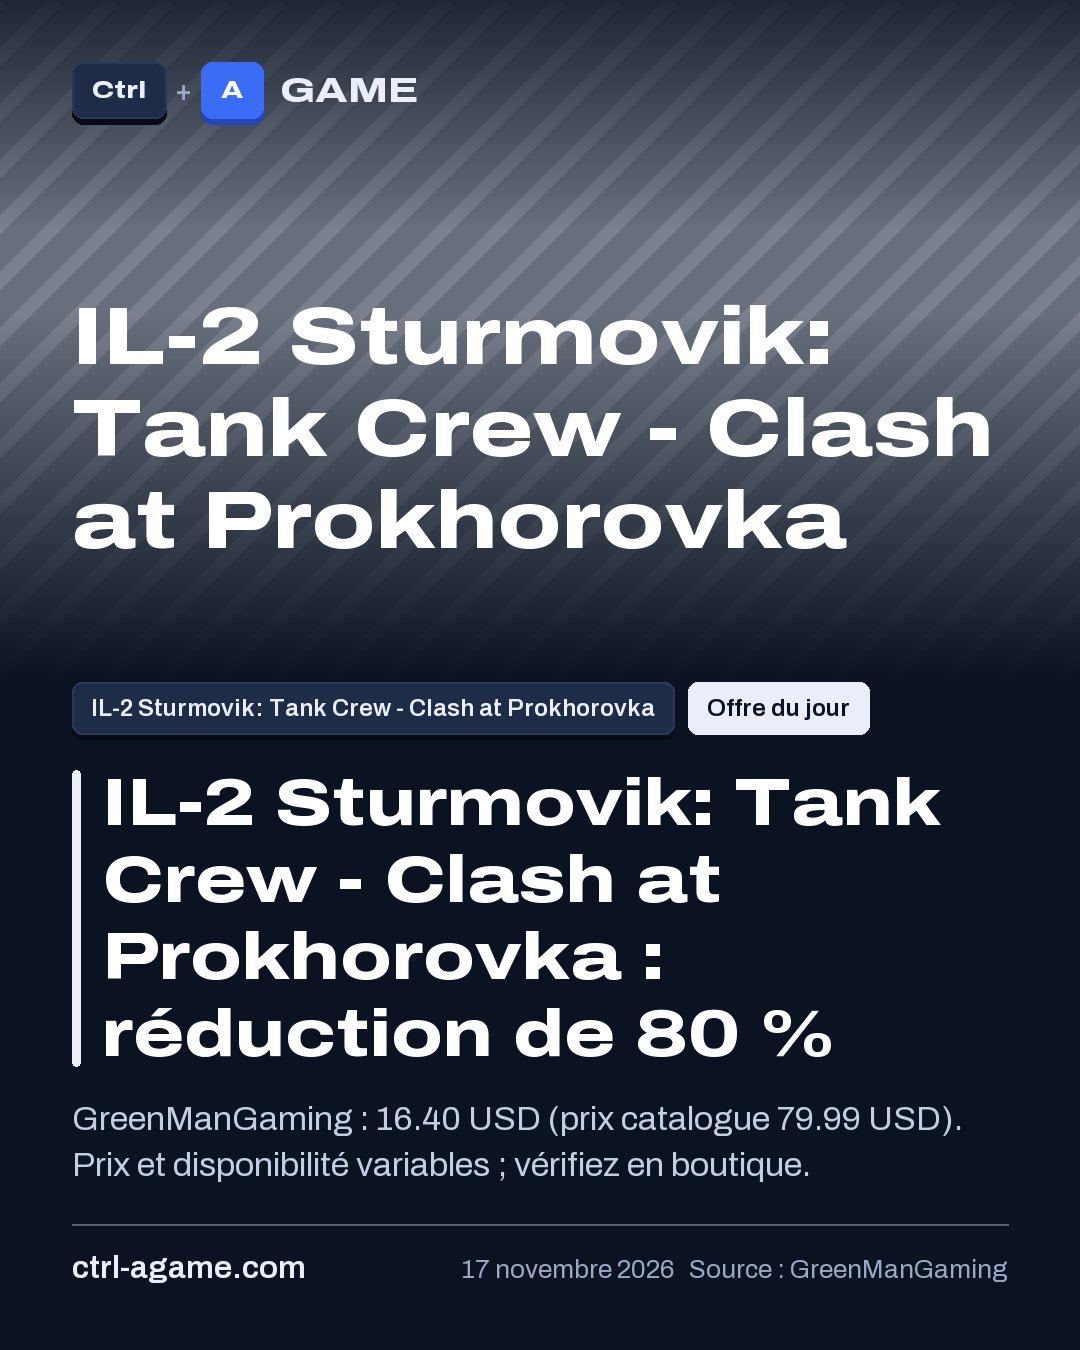 Ctrl + A GAME
IL-2 Sturmovik:
Tank Crew - Clash
at Prokhorovka
IL-2 Sturmovik: Tank Crew - Clash at Prokhorovka Offre du jour
IL-2 Sturmovik: Tank
Crew - Clash at
Prokhorovka :
réduction de 80 %
GreenManGaming : 16.40 USD (prix catalogue 79.99 USD).
Prix et disponibilité variables ; vérifiez en boutique.
ctrl-agame.com 17 novembre 2026 Source : GreenManGaming